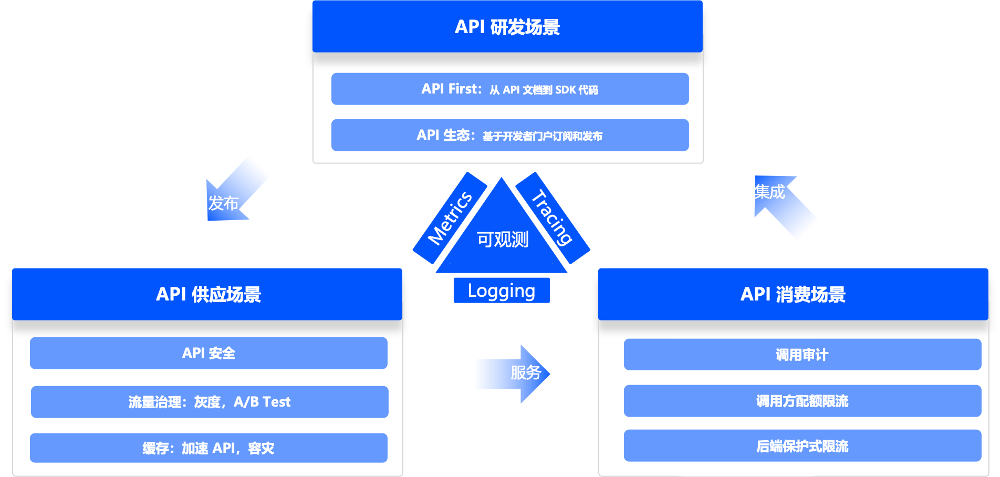 API 研发场景
API First：从 API 文档到 SDK 代码
API 生态：基于开发者门户订阅和发布
发布
集成
Metrics
Tracing
可观测
Logging
API 供应场景
API 安全
流量治理：灰度，A/B Test
缓存：加速 API，容灾
服务
API 消费场景
调用审计
调用方配额限流
后端保护式限流